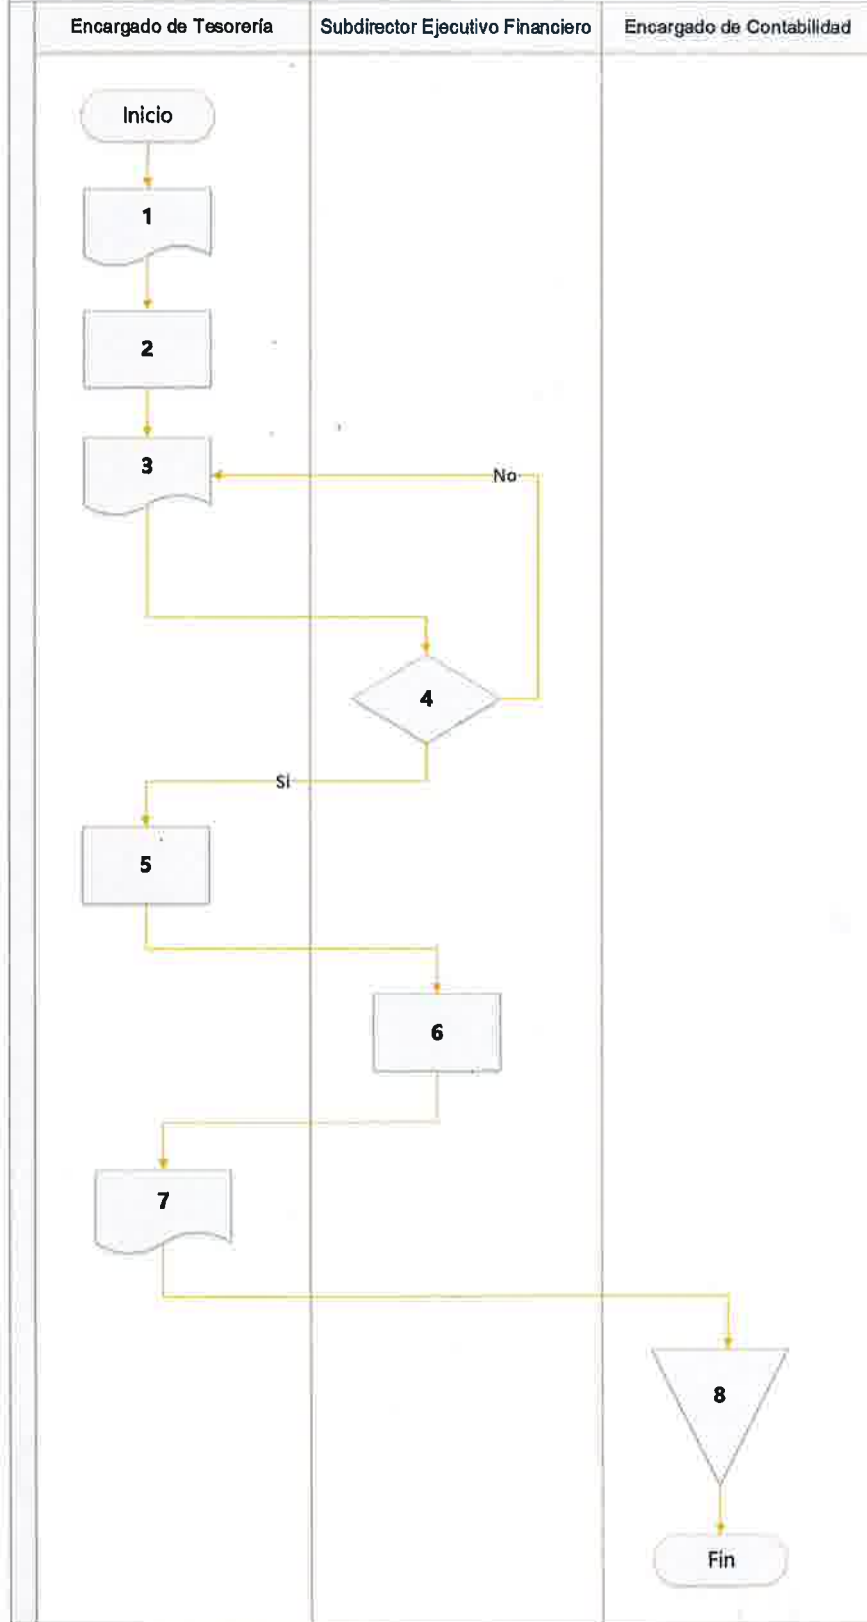 Encargado de Tesorería
Subdirector Ejecutivo Financiero
Encargado de Contabilidad
Inicio
1
2
3
No
4
Sí
5
6
7
8
Fin